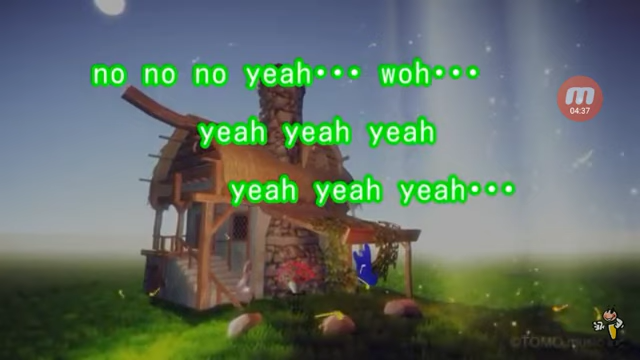 no no no yeah··· woh···
yeah yeah yeah
yeah yeah yeah···
04:37